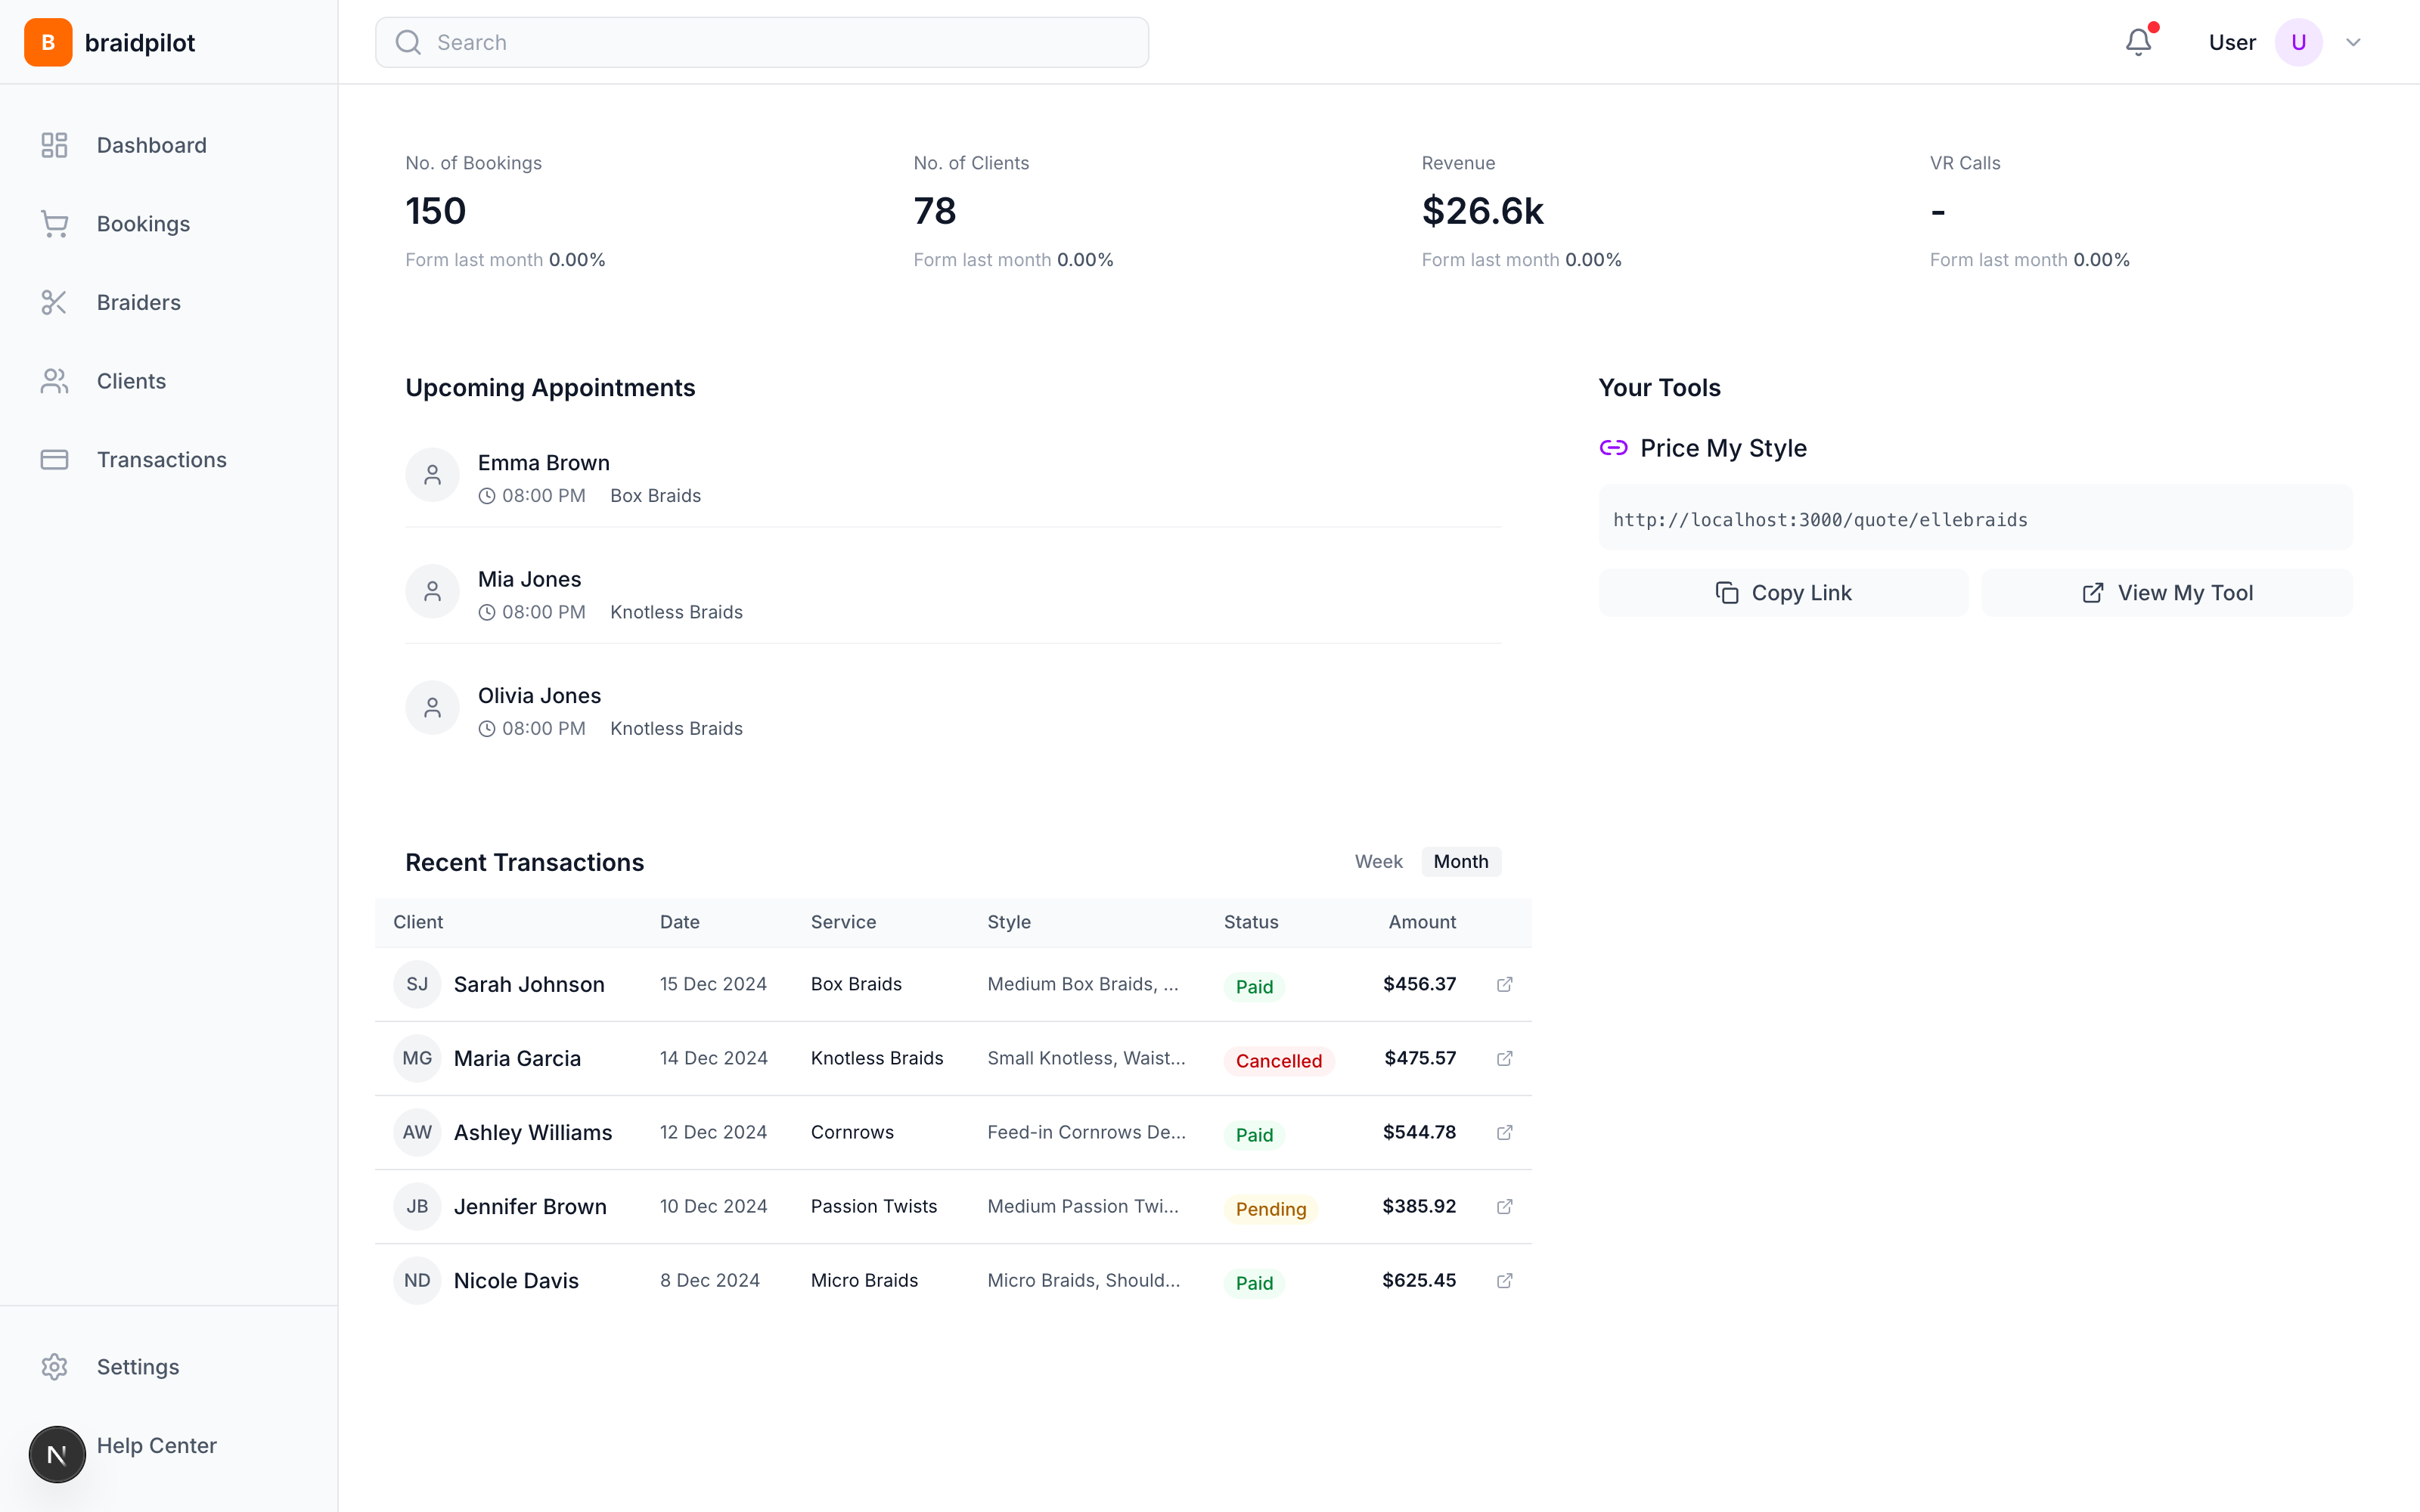 B braidpilot
Search
User U
Dashboard
Bookings
Braiders
Clients
Transactions
No. of Bookings
150
Form last month 0.00%
No. of Clients
78
Form last month 0.00%
Revenue
$26.6k
Form last month 0.00%
VR Calls
-
Form last month 0.00%
Upcoming Appointments
Emma Brown
08:00 PM Box Braids
Mia Jones
08:00 PM Knotless Braids
Olivia Jones
08:00 PM Knotless Braids
Your Tools
Price My Style
http://localhost:3000/quote/ellebraids
Copy Link View My Tool
Recent Transactions Week Month
Client Date Service Style Status Amount
SJ Sarah Johnson 15 Dec 2024 Box Braids Medium Box Braids, ... Paid $456.37
MG Maria Garcia 14 Dec 2024 Knotless Braids Small Knotless, Waist... Cancelled $475.57
AW Ashley Williams 12 Dec 2024 Cornrows Feed-in Cornrows De... Paid $544.78
JB Jennifer Brown 10 Dec 2024 Passion Twists Medium Passion Twi... Pending $385.92
ND Nicole Davis 8 Dec 2024 Micro Braids Micro Braids, Should... Paid $625.45
Settings
N Help Center